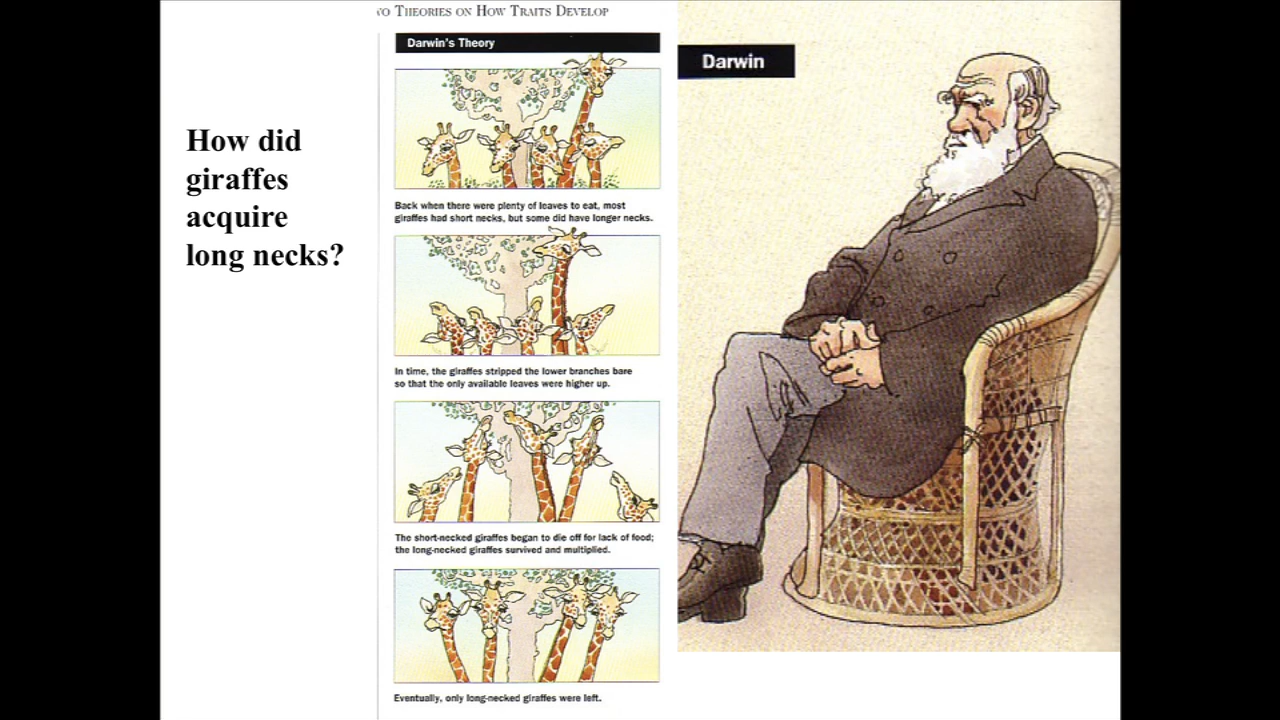 THEORIES ON HOW TRAITS DEVELOP
How did
giraffes
acquire
long necks?
Darwin's Theory
Back when there were plenty of leaves to eat, most
giraffes had short necks, but some did have longer necks.
In time, the giraffes stripped the lower branches bare
so that the only available leaves were higher up.
The short-necked giraffes began to die off for lack of food;
the long-necked giraffes survived and multiplied.
Eventually, only long-necked giraffes were left.
Darwin